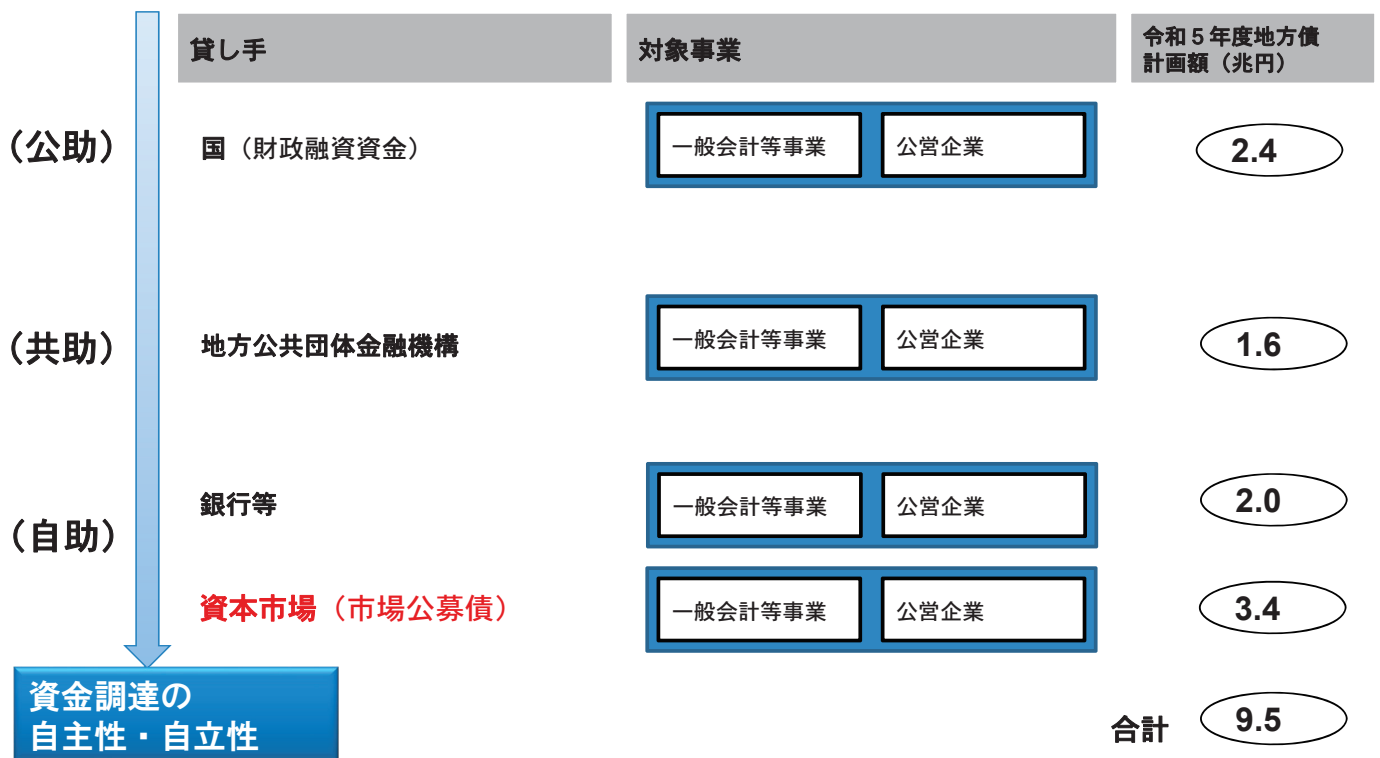 貸し手
対象事業
令和5年度地方債
計画額（兆円）
（公助）
国（財政融資資金）
一般会計等事業
公営企業
2.4
（共助）
地方公共団体金融機構
一般会計等事業
公営企業
1.6
（自助）
銀行等
一般会計等事業
公営企業
2.0
資本市場（市場公募債）
一般会計等事業
公営企業
3.4
資金調達の
自主性・自立性
合計
9.5